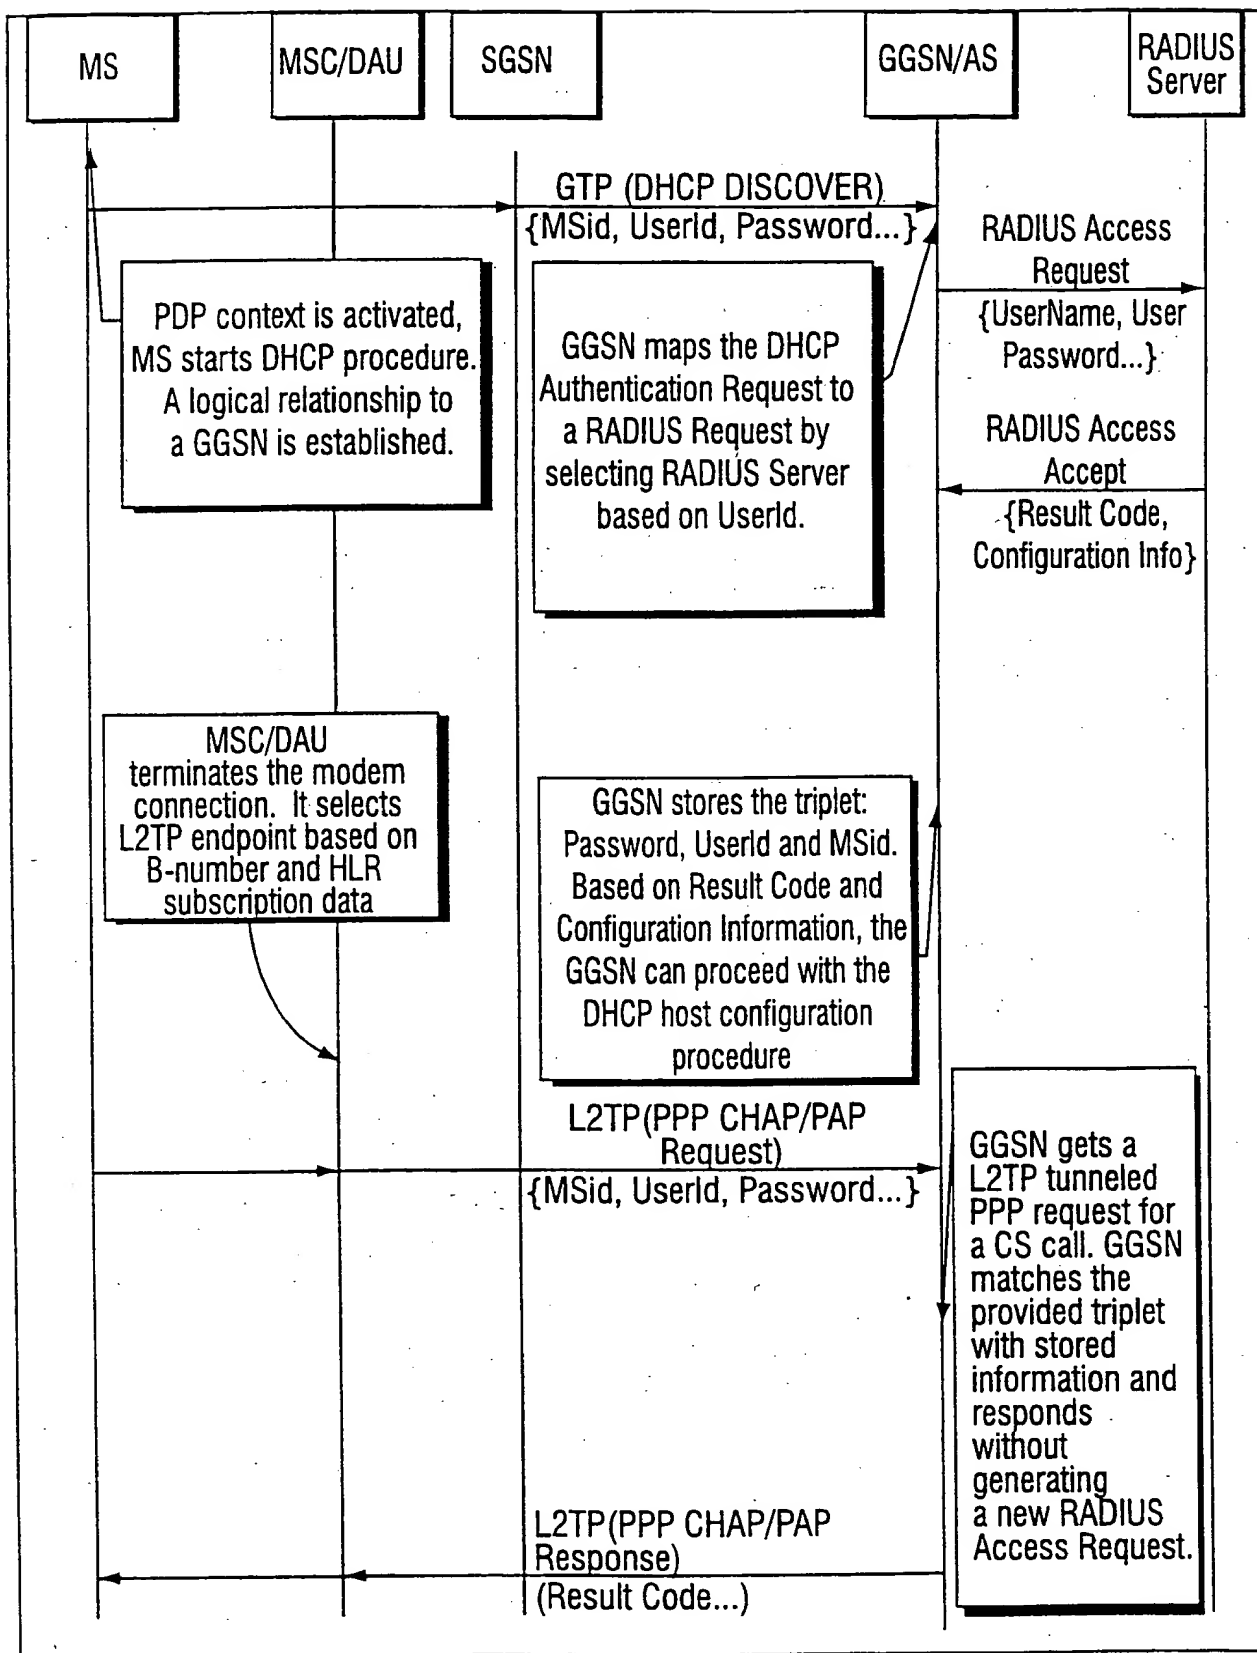 MS
MSC/DAU
SGSN
GGSN/AS
RADIUS
Server
GTP (DHCP DISCOVER)
{MSid, UserId, Password...}
RADIUS Access
Request
{UserName, User
Password...}
PDP context is activated,
MS starts DHCP procedure.
A logical relationship to
a GGSN is established.
GGSN maps the DHCP
Authentication Request to
a RADIUS Request by
selecting RADIUS Server
based on UserId.
RADIUS Access
Accept
{Result Code,
Configuration Info}
MSC/DAU
terminates the modem
connection. It selects
L2TP endpoint based on
B-number and HLR
subscription data
GGSN stores the triplet:
Password, UserId and MSid.
Based on Result Code and
Configuration Information, the
GGSN can proceed with the
DHCP host configuration
procedure
L2TP(PPP CHAP/PAP
Request)
{MSid, UserId, Password...}
GGSN gets a
L2TP tunneled
PPP request for
a CS call. GGSN
matches the
provided triplet
with stored
information and
responds
without
generating
a new RADIUS
Access Request.
L2TP(PPP CHAP/PAP
Response)
(Result Code...)